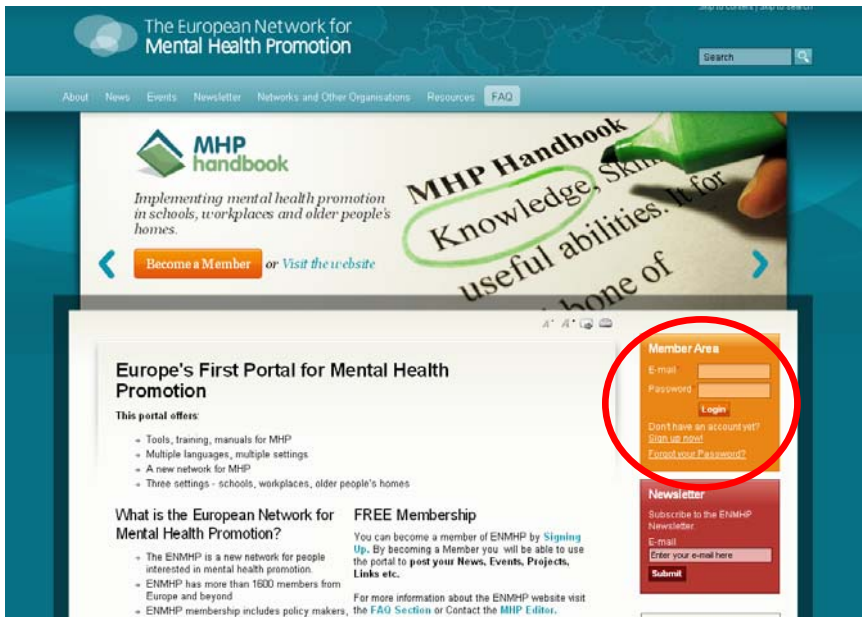 Skip to Content | Skip to Search
The European Network for
Mental Health Promotion
Search
About News Events Newsletter Networks and Other Organisations Resources FAQ
MHP
handbook
Implementing mental health promotion
in schools, workplaces and older people's
homes.
Become a Member or Visit the website
MHP Handbook
Knowledge, Skill
useful abilities. It for
bone of
A- A+
Europe's First Portal for Mental Health
Promotion
This portal offers:
Tools, training, manuals for MHP
Multiple languages, multiple settings
A new network for MHP
Three settings - schools, workplaces, older people's homes
What is the European Network for
Mental Health Promotion?
The ENMHP is a new network for people
interested in mental health promotion.
ENMHP has more than 1600 members from
Europe and beyond
ENMHP membership includes policy makers,
FREE Membership
You can become a member of ENMHP by Signing
Up. By becoming a Member you will be able to use
the portal to post your News, Events, Projects,
Links etc.
For more information about the ENMHP website visit
the FAQ Section or Contact the MHP Editor.
Member Area
E-mail*
Password*
Login
Don't have an account yet?
Sign up now!
Forgot your Password?
Newsletter
Subscribe to the ENMHP
Newsletter.
E-mail
Enter your e-mail here
Submit